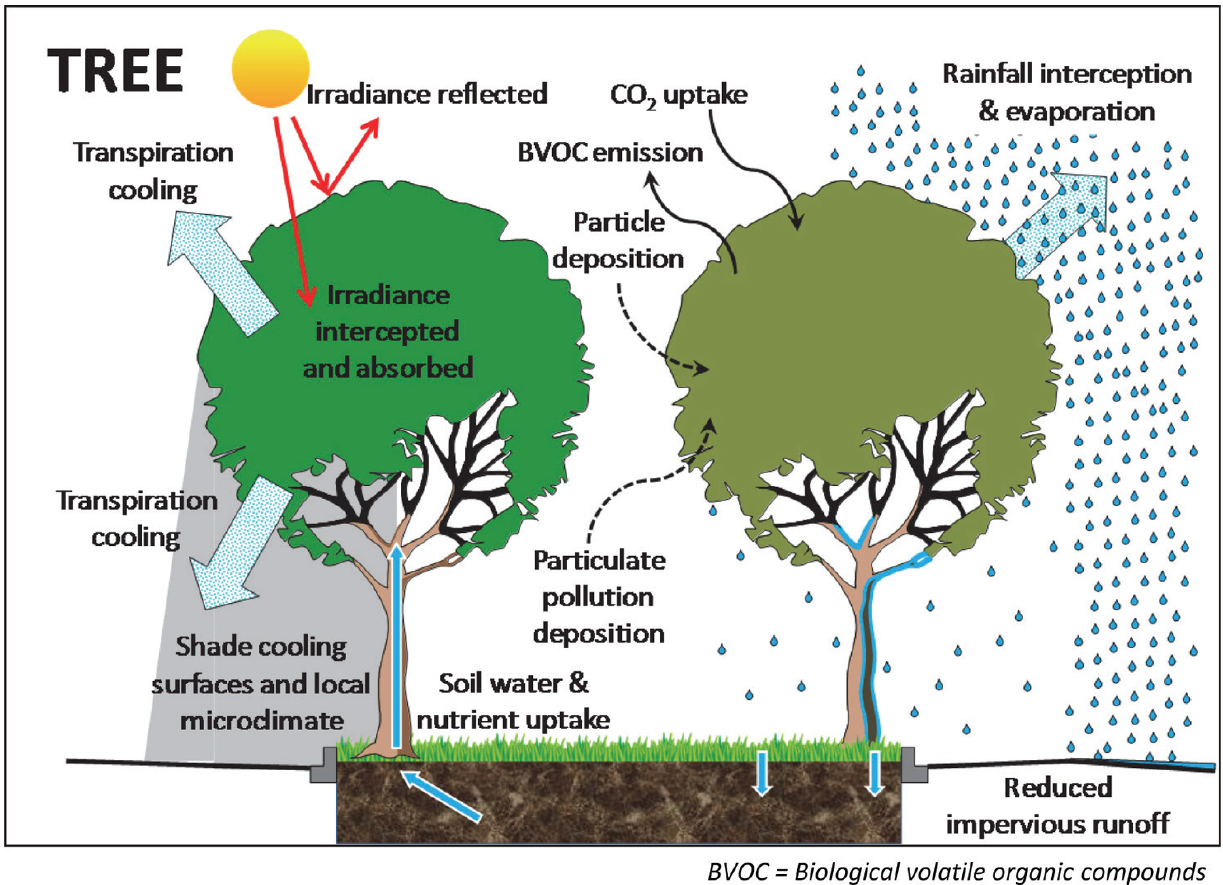 TREE
Irradiance reflected
Transpiration
cooling
Irradiance
intercepted
and absorbed
Transpiration
cooling
Shade cooling
surfaces and local
microclimate
Soil water &
nutrient uptake
CO₂ uptake
BVOC emission
Particle
deposition
Particulate
pollution
deposition
Rainfall interception
& evaporation
Reduced
impervious runoff
BVOC = Biological volatile organic compounds